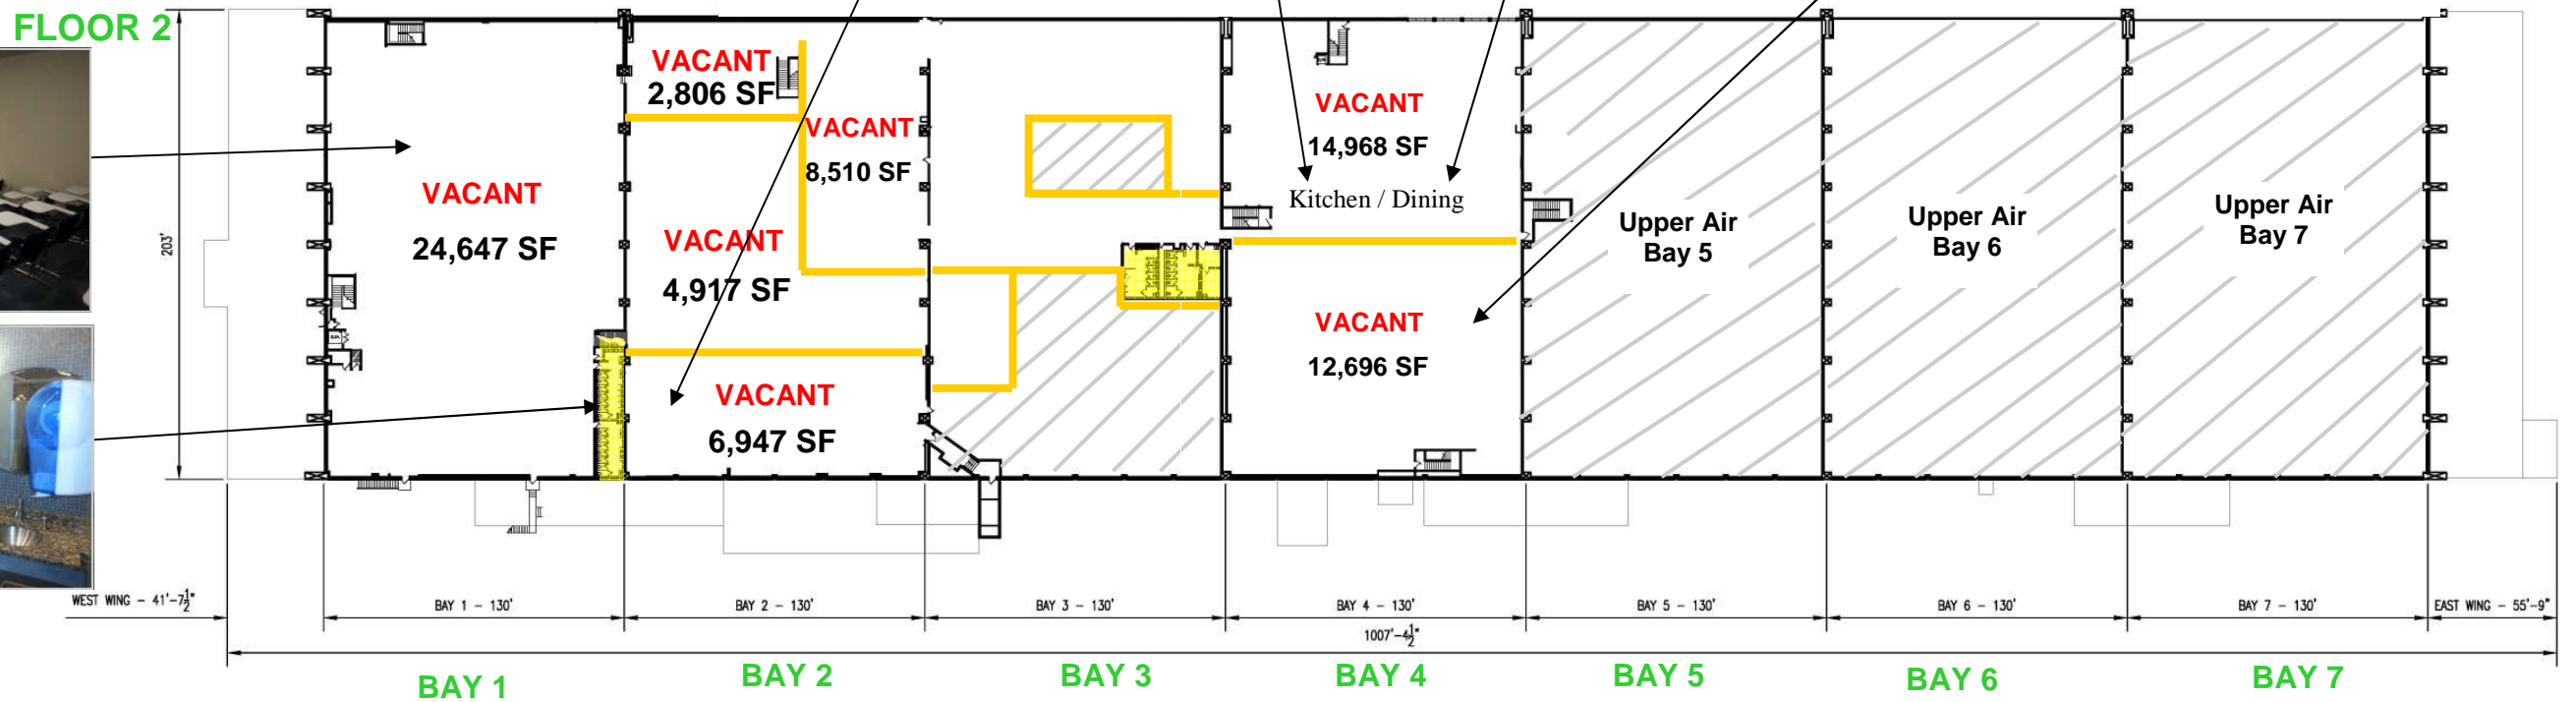 FLOOR 2
VACANT
2,806 SF
VACANT
8,510 SF
VACANT
14,968 SF
Kitchen / Dining
VACANT
24,647 SF
VACANT
4,917 SF
VACANT
6,947 SF
VACANT
12,696 SF
Upper Air
Bay 5
Upper Air
Bay 6
Upper Air
Bay 7
203'
WEST WING - 41'-7½"
BAY 1 - 130'
BAY 2 - 130'
BAY 3 - 130'
BAY 4 - 130'
BAY 5 - 130'
BAY 6 - 130'
BAY 7 - 130'
EAST WING - 55'-9"
1007'-4½"
BAY 1
BAY 2
BAY 3
BAY 4
BAY 5
BAY 6
BAY 7